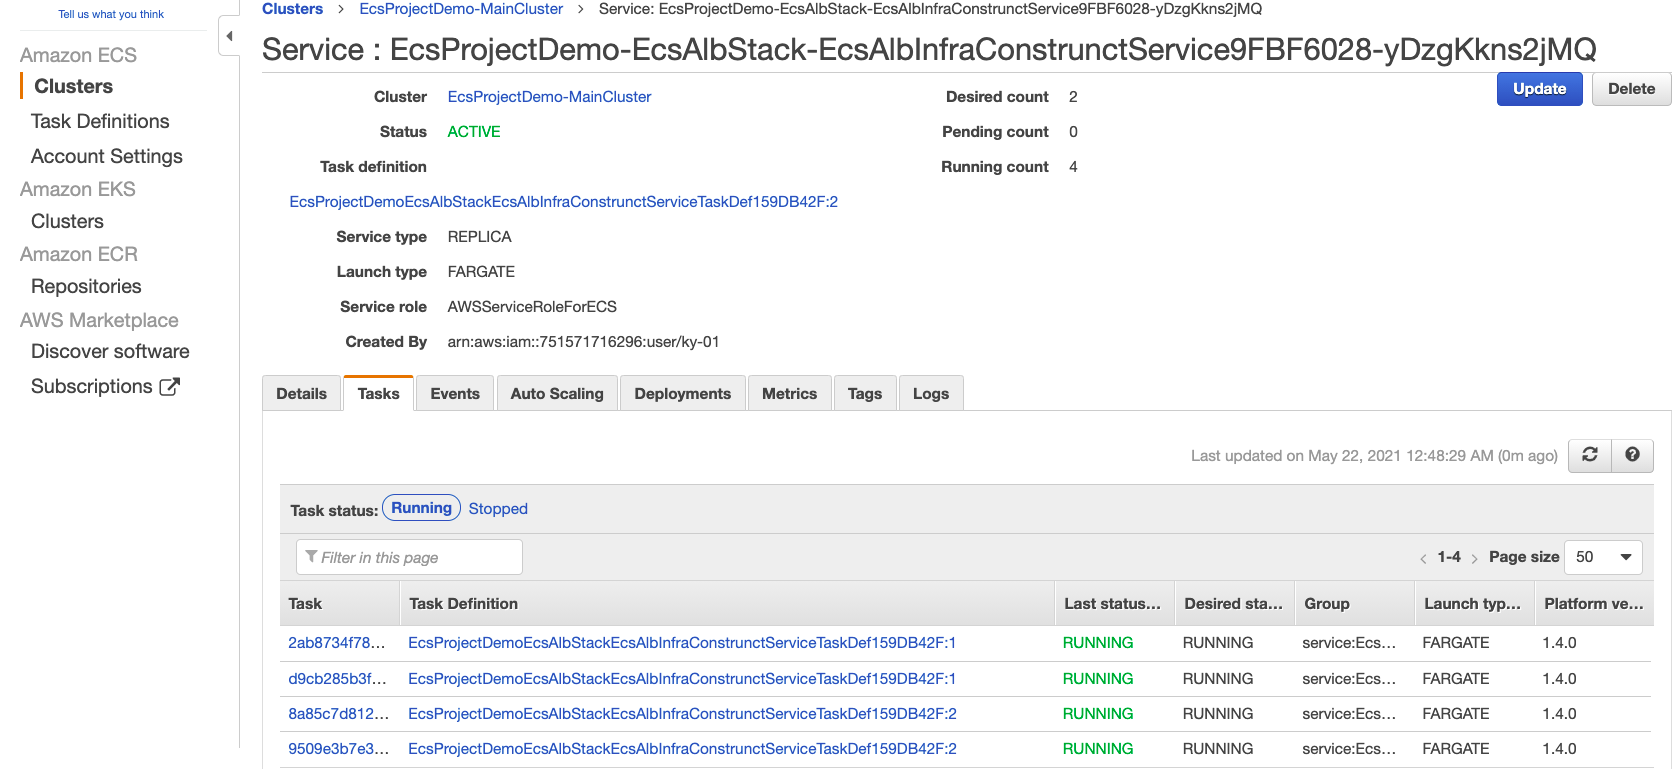 Tell us what you think
Amazon ECS
Clusters
Task Definitions
Account Settings
Amazon EKS
Clusters
Amazon ECR
Repositories
AWS Marketplace
Discover software
Subscriptions
Clusters > EcsProjectDemo-MainCluster > Service: EcsProjectDemo-EcsAlbStack-EcsAlbInfraConstrunctService9FBF6028-yDzgKkns2jMQ
Service : EcsProjectDemo-EcsAlbStack-EcsAlbInfraConstrunctService9FBF6028-yDzgKkns2jMQ
Update Delete
Cluster EcsProjectDemo-MainCluster
Status ACTIVE
Task definition
EcsProjectDemoEcsAlbStackEcsAlbInfraConstrunctServiceTaskDef159DB42F:2
Service type REPLICA
Launch type FARGATE
Service role AWSServiceRoleForECS
Created By arn:aws:iam::751571716296:user/ky-01
Desired count 2
Pending count 0
Running count 4
Details Tasks Events Auto Scaling Deployments Metrics Tags Logs
Last updated on May 22, 2021 12:48:29 AM (0m ago)
Task status: Running Stopped
Filter in this page
< 1-4 > Page size 50
Task Task Definition Last status... Desired sta... Group Launch typ... Platform ve...
2ab8734f78... EcsProjectDemoEcsAlbStackEcsAlbInfraConstrunctServiceTaskDef159DB42F:1 RUNNING RUNNING service:Ecs... FARGATE 1.4.0
d9cb285b3f... EcsProjectDemoEcsAlbStackEcsAlbInfraConstrunctServiceTaskDef159DB42F:1 RUNNING RUNNING service:Ecs... FARGATE 1.4.0
8a85c7d812... EcsProjectDemoEcsAlbStackEcsAlbInfraConstrunctServiceTaskDef159DB42F:2 RUNNING RUNNING service:Ecs... FARGATE 1.4.0
9509e3b7e3... EcsProjectDemoEcsAlbStackEcsAlbInfraConstrunctServiceTaskDef159DB42F:2 RUNNING RUNNING service:Ecs... FARGATE 1.4.0